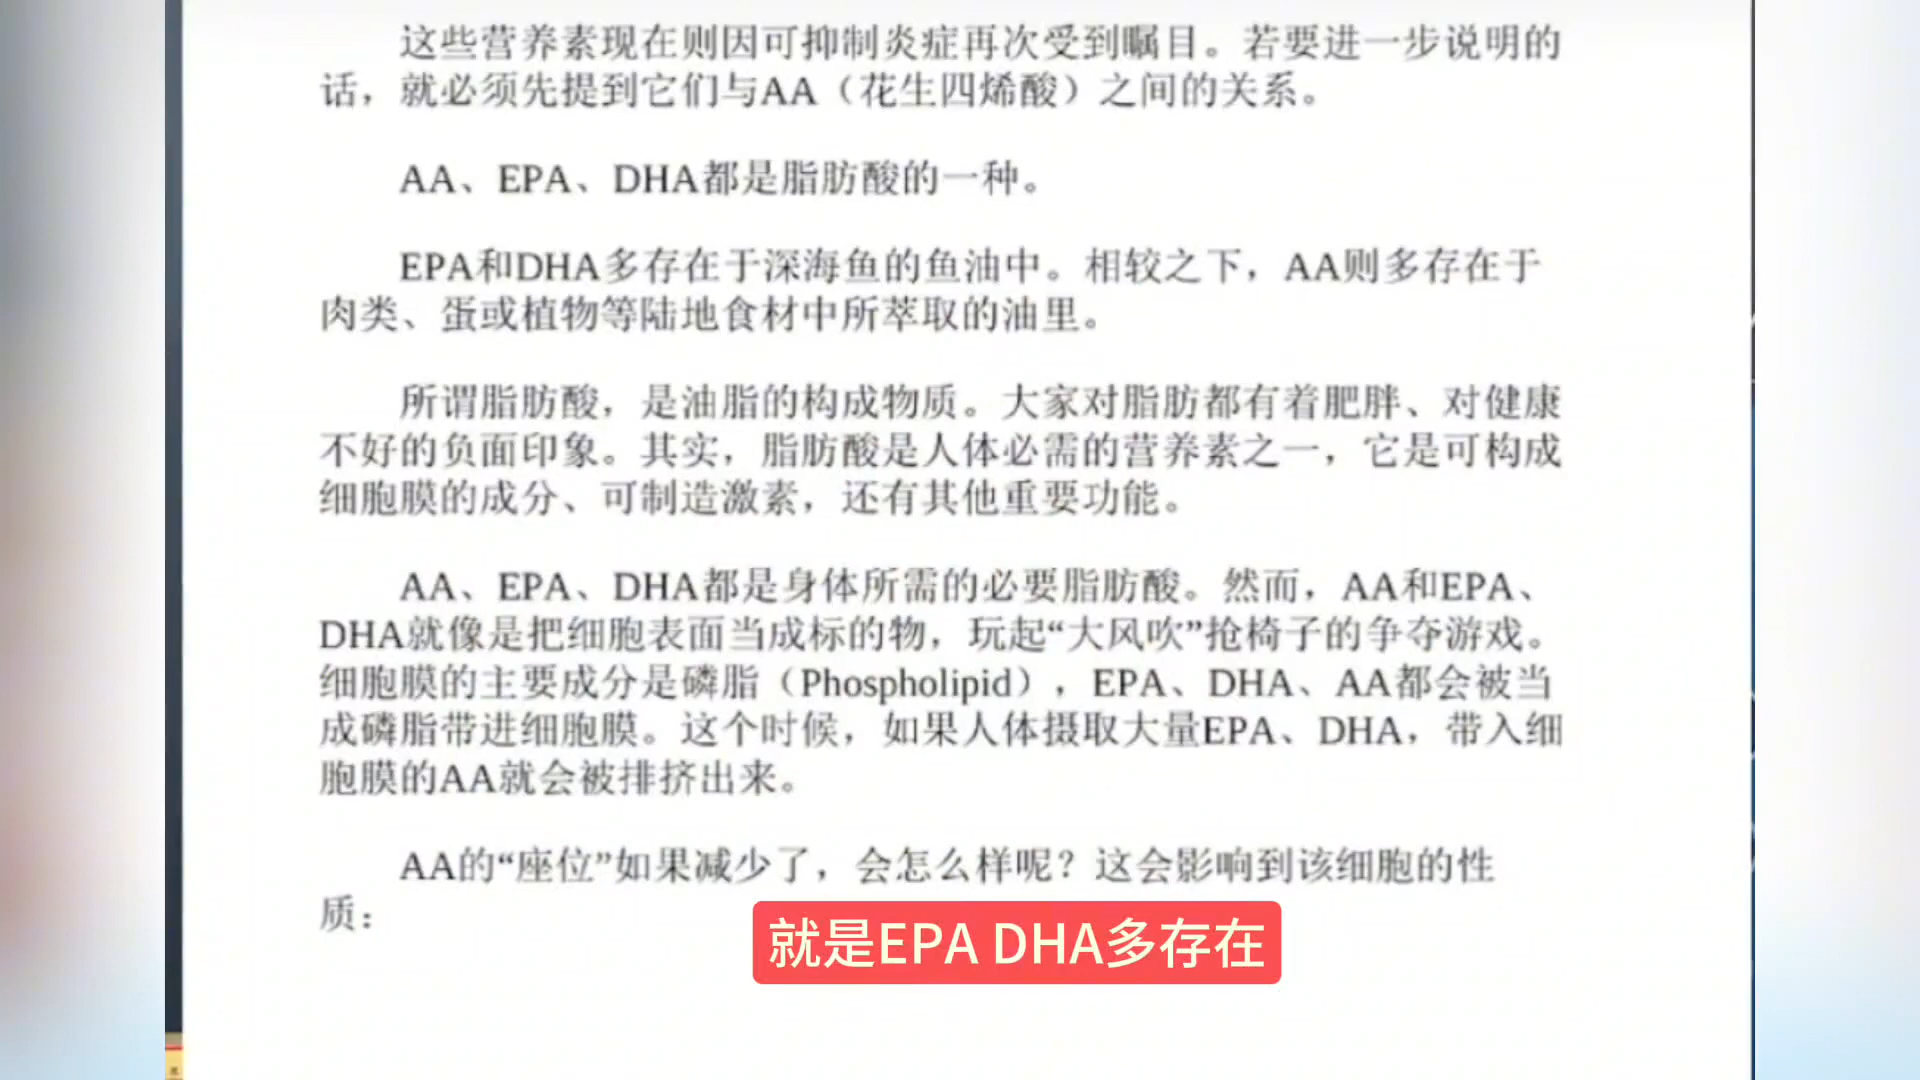 这些营养素现在则因可抑制炎症再次受到瞩目。若要进一步说明的
话，就必须先提到它们与AA（花生四烯酸）之间的关系。
AA、EPA、DHA都是脂肪酸的一种。
EPA和DHA多存在于深海鱼的鱼油中。相较之下，AA则多存在于
肉类、蛋或植物等陆地食材中所萃取的油里。
所谓脂肪酸，是油脂的构成物质。大家对脂肪都有着肥胖、对健康
不好的负面印象。其实，脂肪酸是人体必需的营养素之一，它是可构成
细胞膜的成分、可制造激素，还有其他重要功能。
AA、EPA、DHA都是身体所需的必要脂肪酸。然而，AA和EPA、
DHA就像是把细胞表面当成标的物，玩起“大风吹”抢椅子的争夺游戏。
细胞膜的主要成分是磷脂（Phospholipid），EPA、DHA、AA都会被当
成磷脂带进细胞膜。这个时候，如果人体摄取大量EPA、DHA，带入细
胞膜的AA就会被排挤出来。
AA的“座位”如果减少了，会怎么样呢？这会影响到该细胞的性
质：
就是EPA DHA多存在